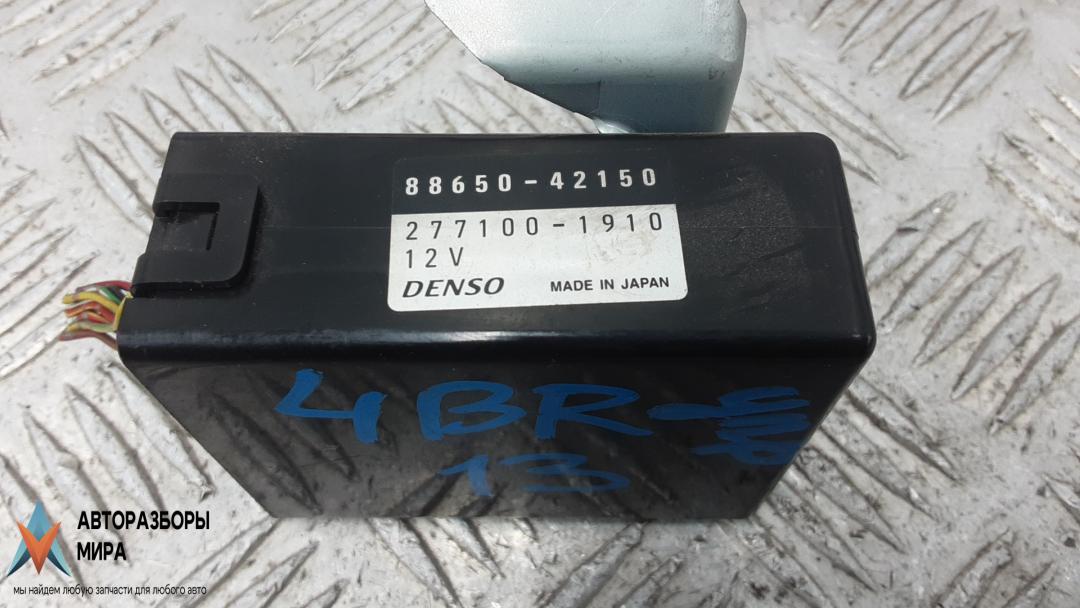 88650-42150
277100-1910
12V
DENSO MADE IN JAPAN
4BR-
13
АВТОРАЗБОРЫ
МИРА
мы найдем любую запчасти для любого авто